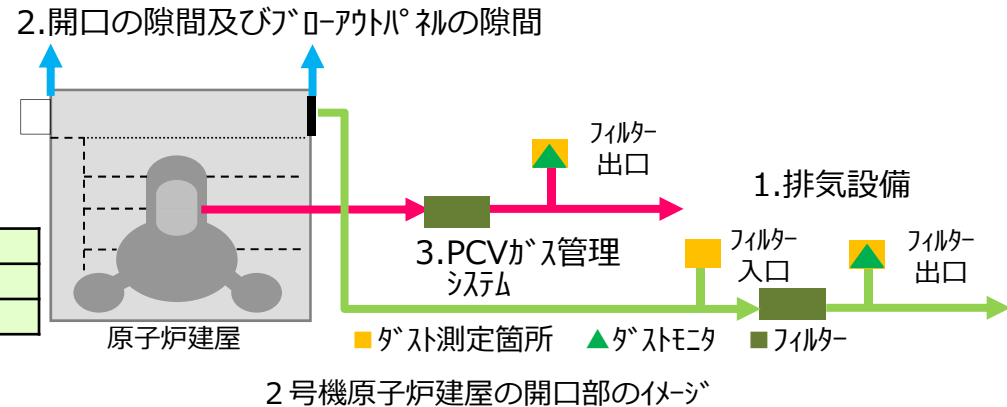 2.開口の隙間及びﾌﾞﾛｰｱｳﾄﾊﾟﾈﾙの隙間
ﾌｨﾙﾀｰ
出口
1.排気設備
3.PCVｶﾞｽ管理
ｼｽﾃﾑ
ﾌｨﾙﾀｰ
入口
ﾌｨﾙﾀｰ
出口
原子炉建屋
■ﾀﾞｽﾄ測定箇所 ▲ﾀﾞｽﾄﾓﾆﾀ ■ﾌｨﾙﾀｰ
２号機原子炉建屋の開口部のｲﾒｰｼﾞ